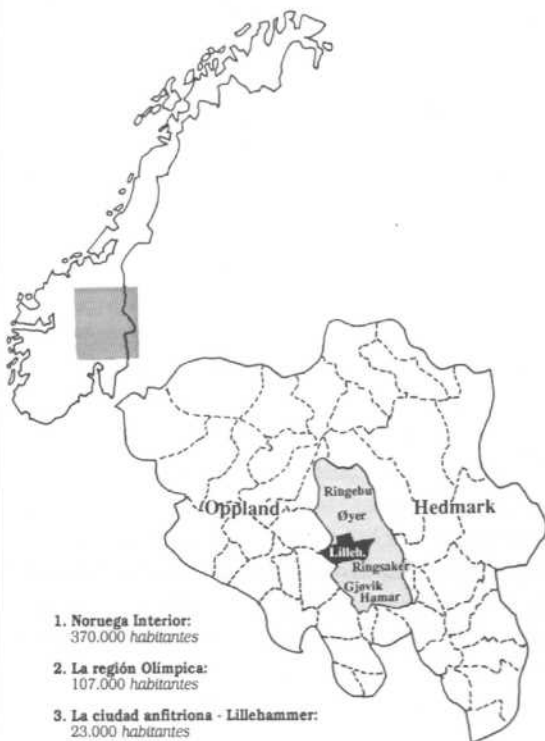 Ringebu
Oppland
Hedmark
Øyer
Lilleh.
Ringsaker
Gjøvik
Hamar
1. Noruega Interior:
370.000 habitantes
2. La región Olímpica:
107.000 habitantes
3. La ciudad anfitriona - Lillehammer:
23.000 habitantes